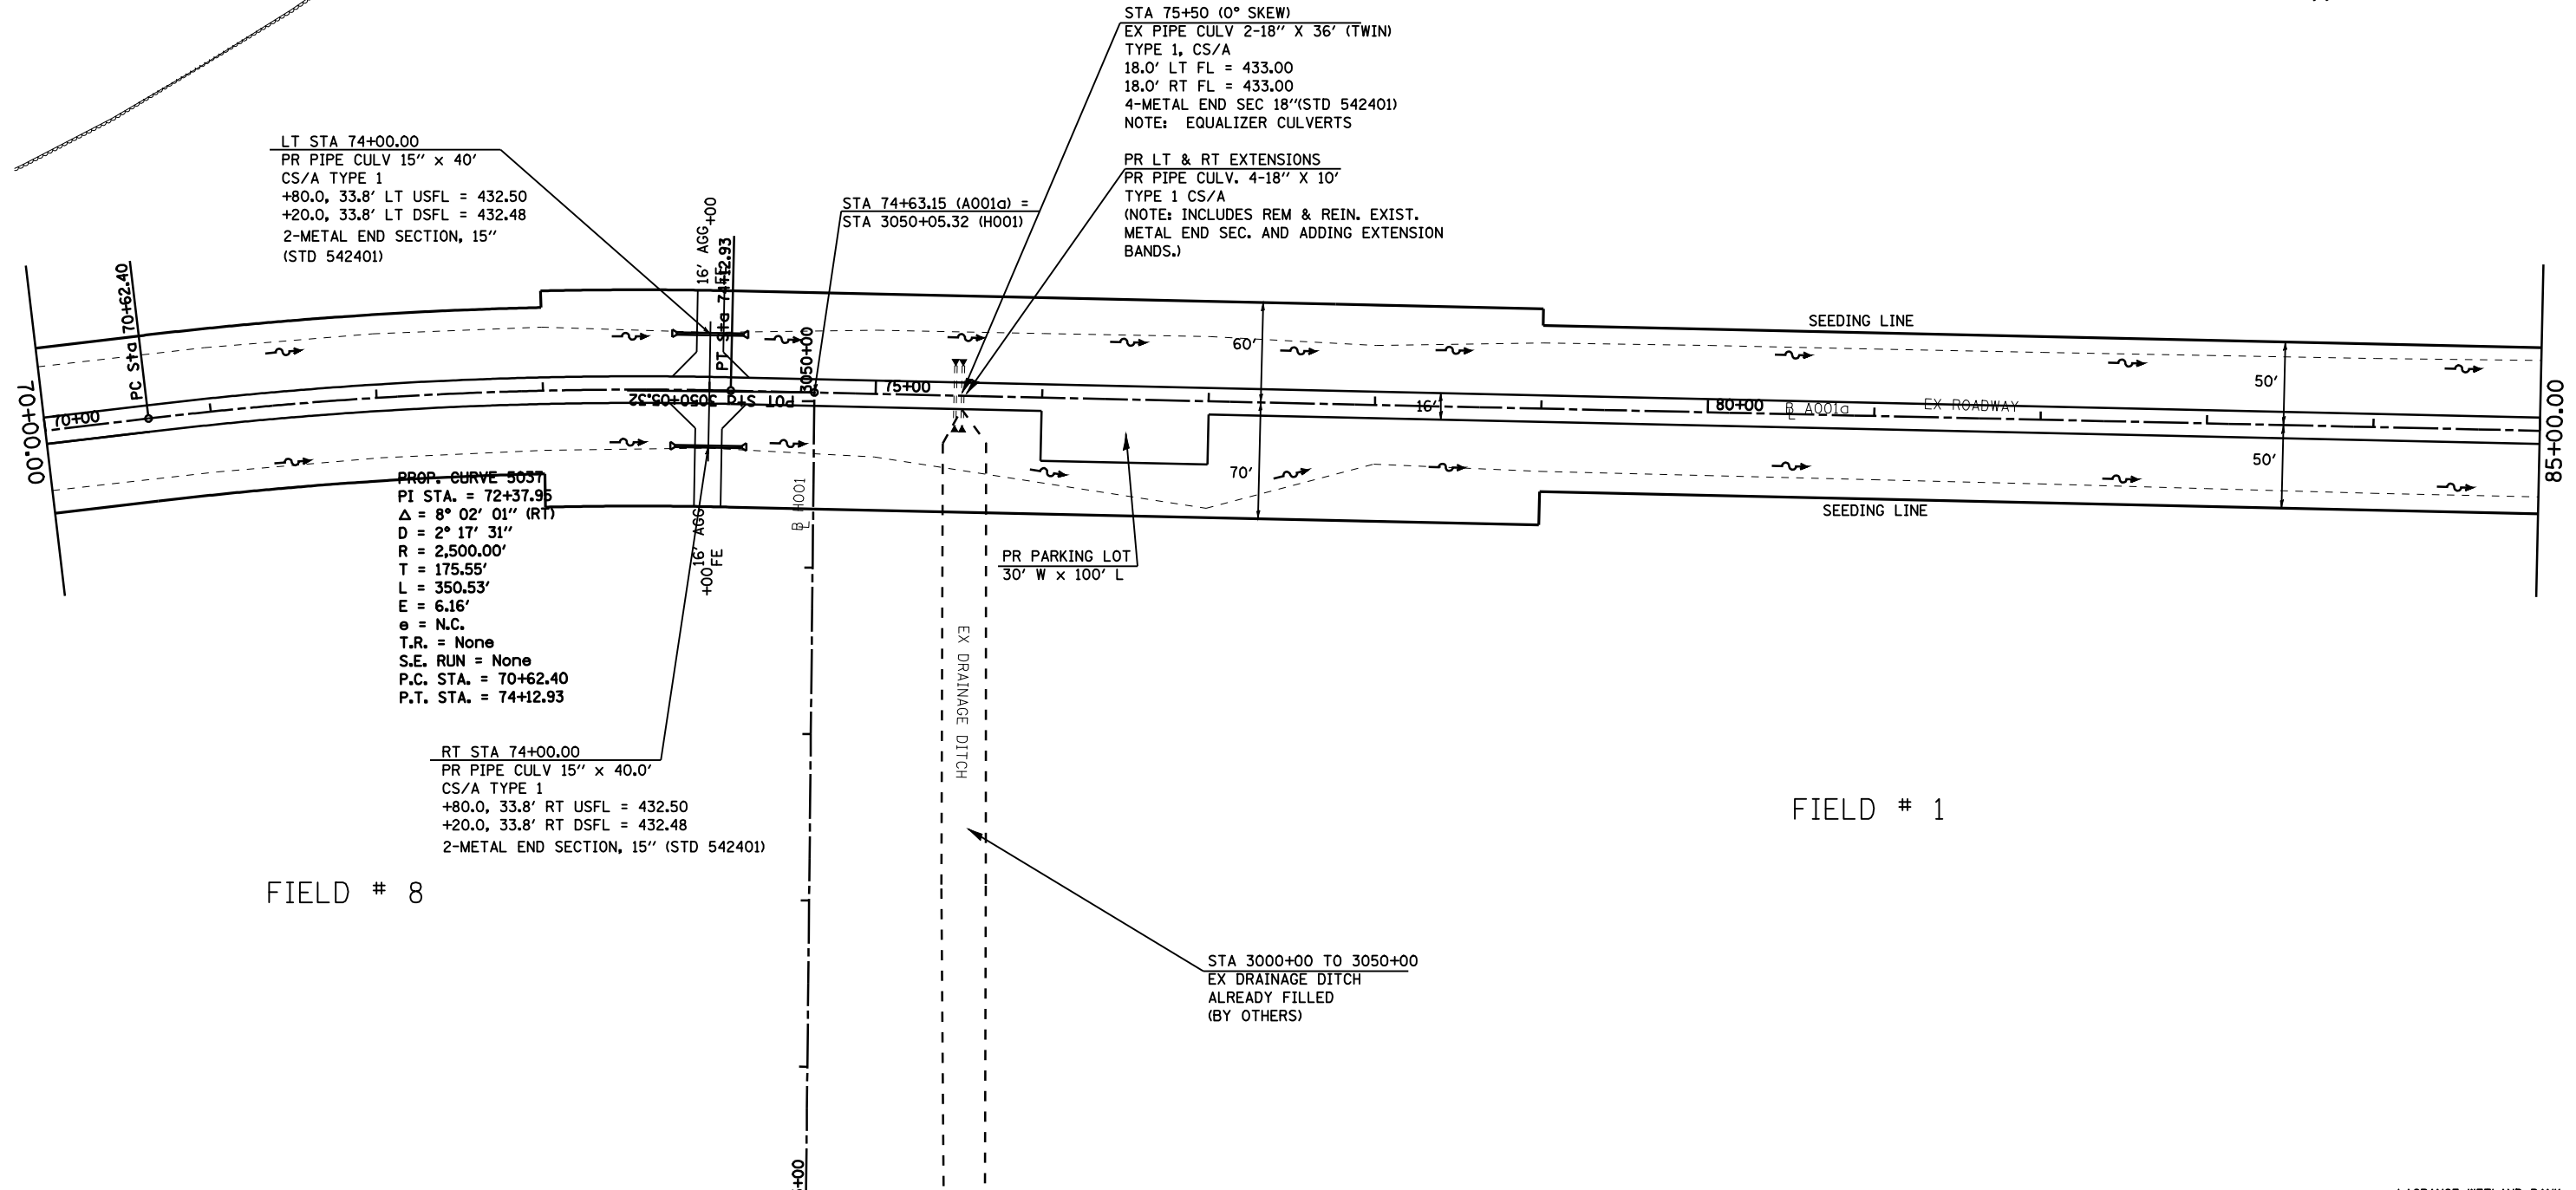 STA 75+50 (0° SKEW)
EX PIPE CULV 2-18" X 36' (TWIN)
TYPE 1, CS/A
18.0' LT FL = 433.00
18.0' RT FL = 433.00
4-METAL END SEC 18"(STD 542401)
NOTE: EQUALIZER CULVERTS
LT STA 74+00.00
PR PIPE CULV 15" x 40'
CS/A TYPE 1
+80.0, 33.8' LT USFL = 432.50
+20.0, 33.8' LT DSFL = 432.48
2-METAL END SECTION, 15"
(STD 542401)
PR LT & RT EXTENSIONS
PR PIPE CULV. 4-18" X 10'
TYPE 1 CS/A
(NOTE: INCLUDES REM & REIN. EXIST.
METAL END SEC. AND ADDING EXTENSION
BANDS.)
STA 74+63.15 (A001a) =
STA 3050+05.32 (H001)
+00
16' AGG
FE
PC Sta 70+62.40
PT Sta 74+12.93
3050+00
POT STA 3050+05.32
SEEDING LINE
60'
50'
70+00.00
70+00
75+00
16'
80+00
B A001a
L
EX ROADWAY
85+00.00
70'
50'
SEEDING LINE
PROP. CURVE 5037
PI STA. = 72+37.95
Δ = 8° 02' 01" (RT)
D = 2° 17' 31"
R = 2,500.00'
T = 175.55'
L = 350.53'
E = 6.16'
e = N.C.
T.R. = None
S.E. RUN = None
P.C. STA. = 70+62.40
P.T. STA. = 74+12.93
16' AGG
FE
+00
B H001
L
PR PARKING LOT
30' W x 100' L
EX DRAINAGE DITCH
RT STA 74+00.00
PR PIPE CULV 15" x 40.0'
CS/A TYPE 1
+80.0, 33.8' RT USFL = 432.50
+20.0, 33.8' RT DSFL = 432.48
2-METAL END SECTION, 15" (STD 542401)
FIELD # 1
FIELD # 8
STA 3000+00 TO 3050+00
EX DRAINAGE DITCH
ALREADY FILLED
(BY OTHERS)
+00